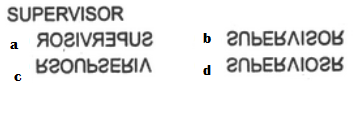 SUPERVISOR
a ROSIVREPUS b SUPERVISOR
c RSOUPSERIV d SUPERVIOSR